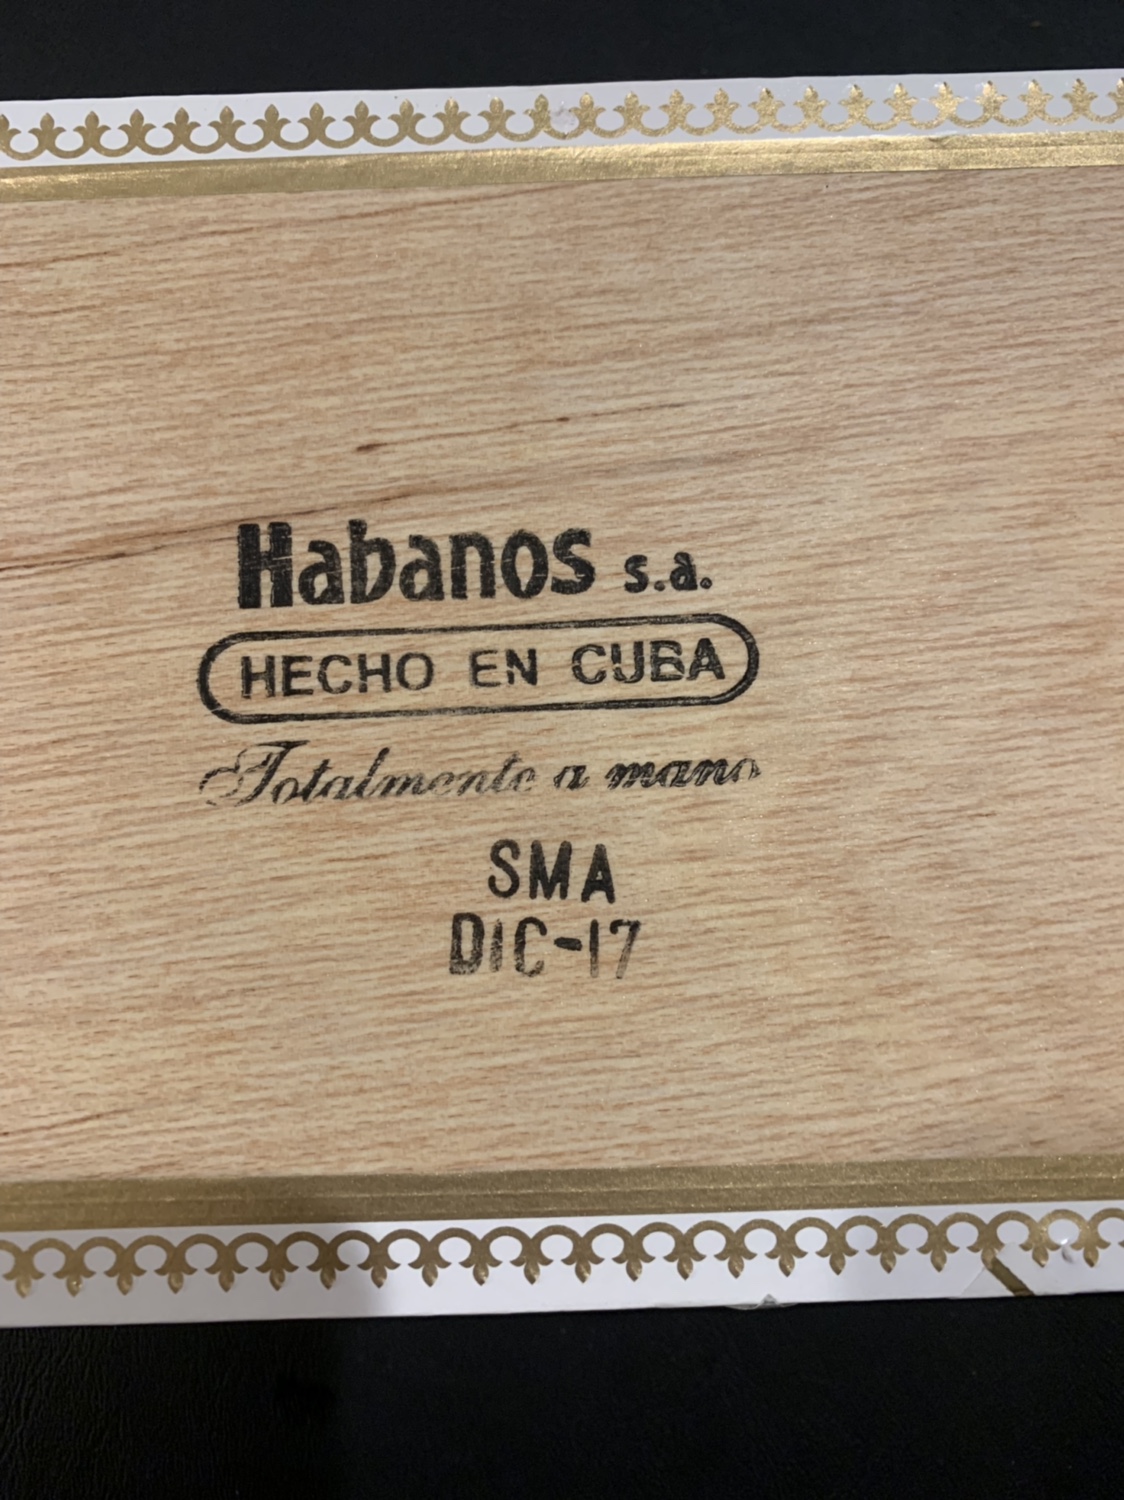 Habanos s.a.
HECHO EN CUBA
Totalmente a mano
SMA
DIC-17